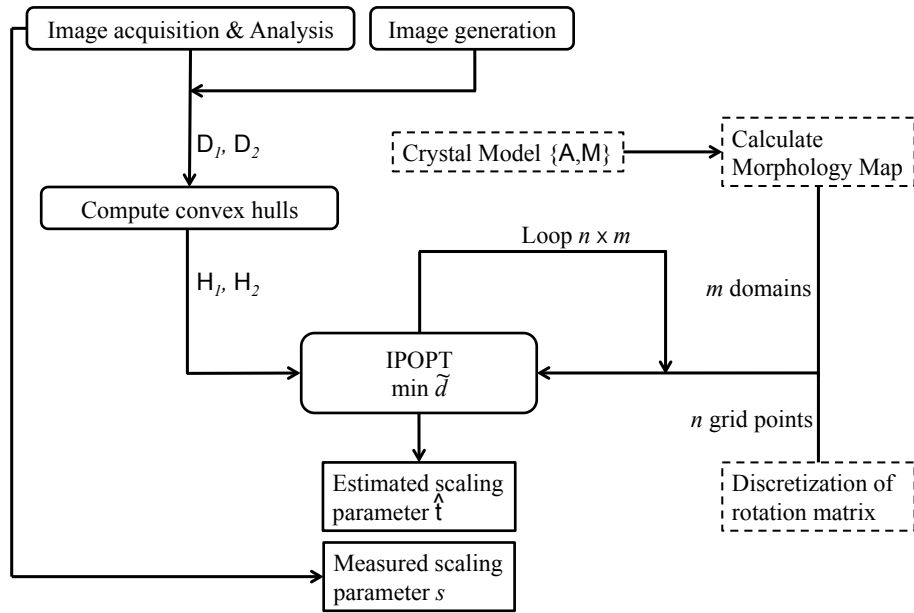 Image acquisition & Analysis
Image generation
D1, D2
Crystal Model {A,M}
Calculate
Morphology Map
Compute convex hulls
Loop n x m
H1, H2
m domains
IPOPT
min d̃
n grid points
Estimated scaling
parameter t̂
Discretization of
rotation matrix
Measured scaling
parameter s